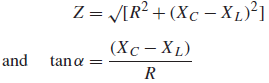 Z = √[R² + (X_C − X_L)²]
and tan α = (X_C − X_L) / R